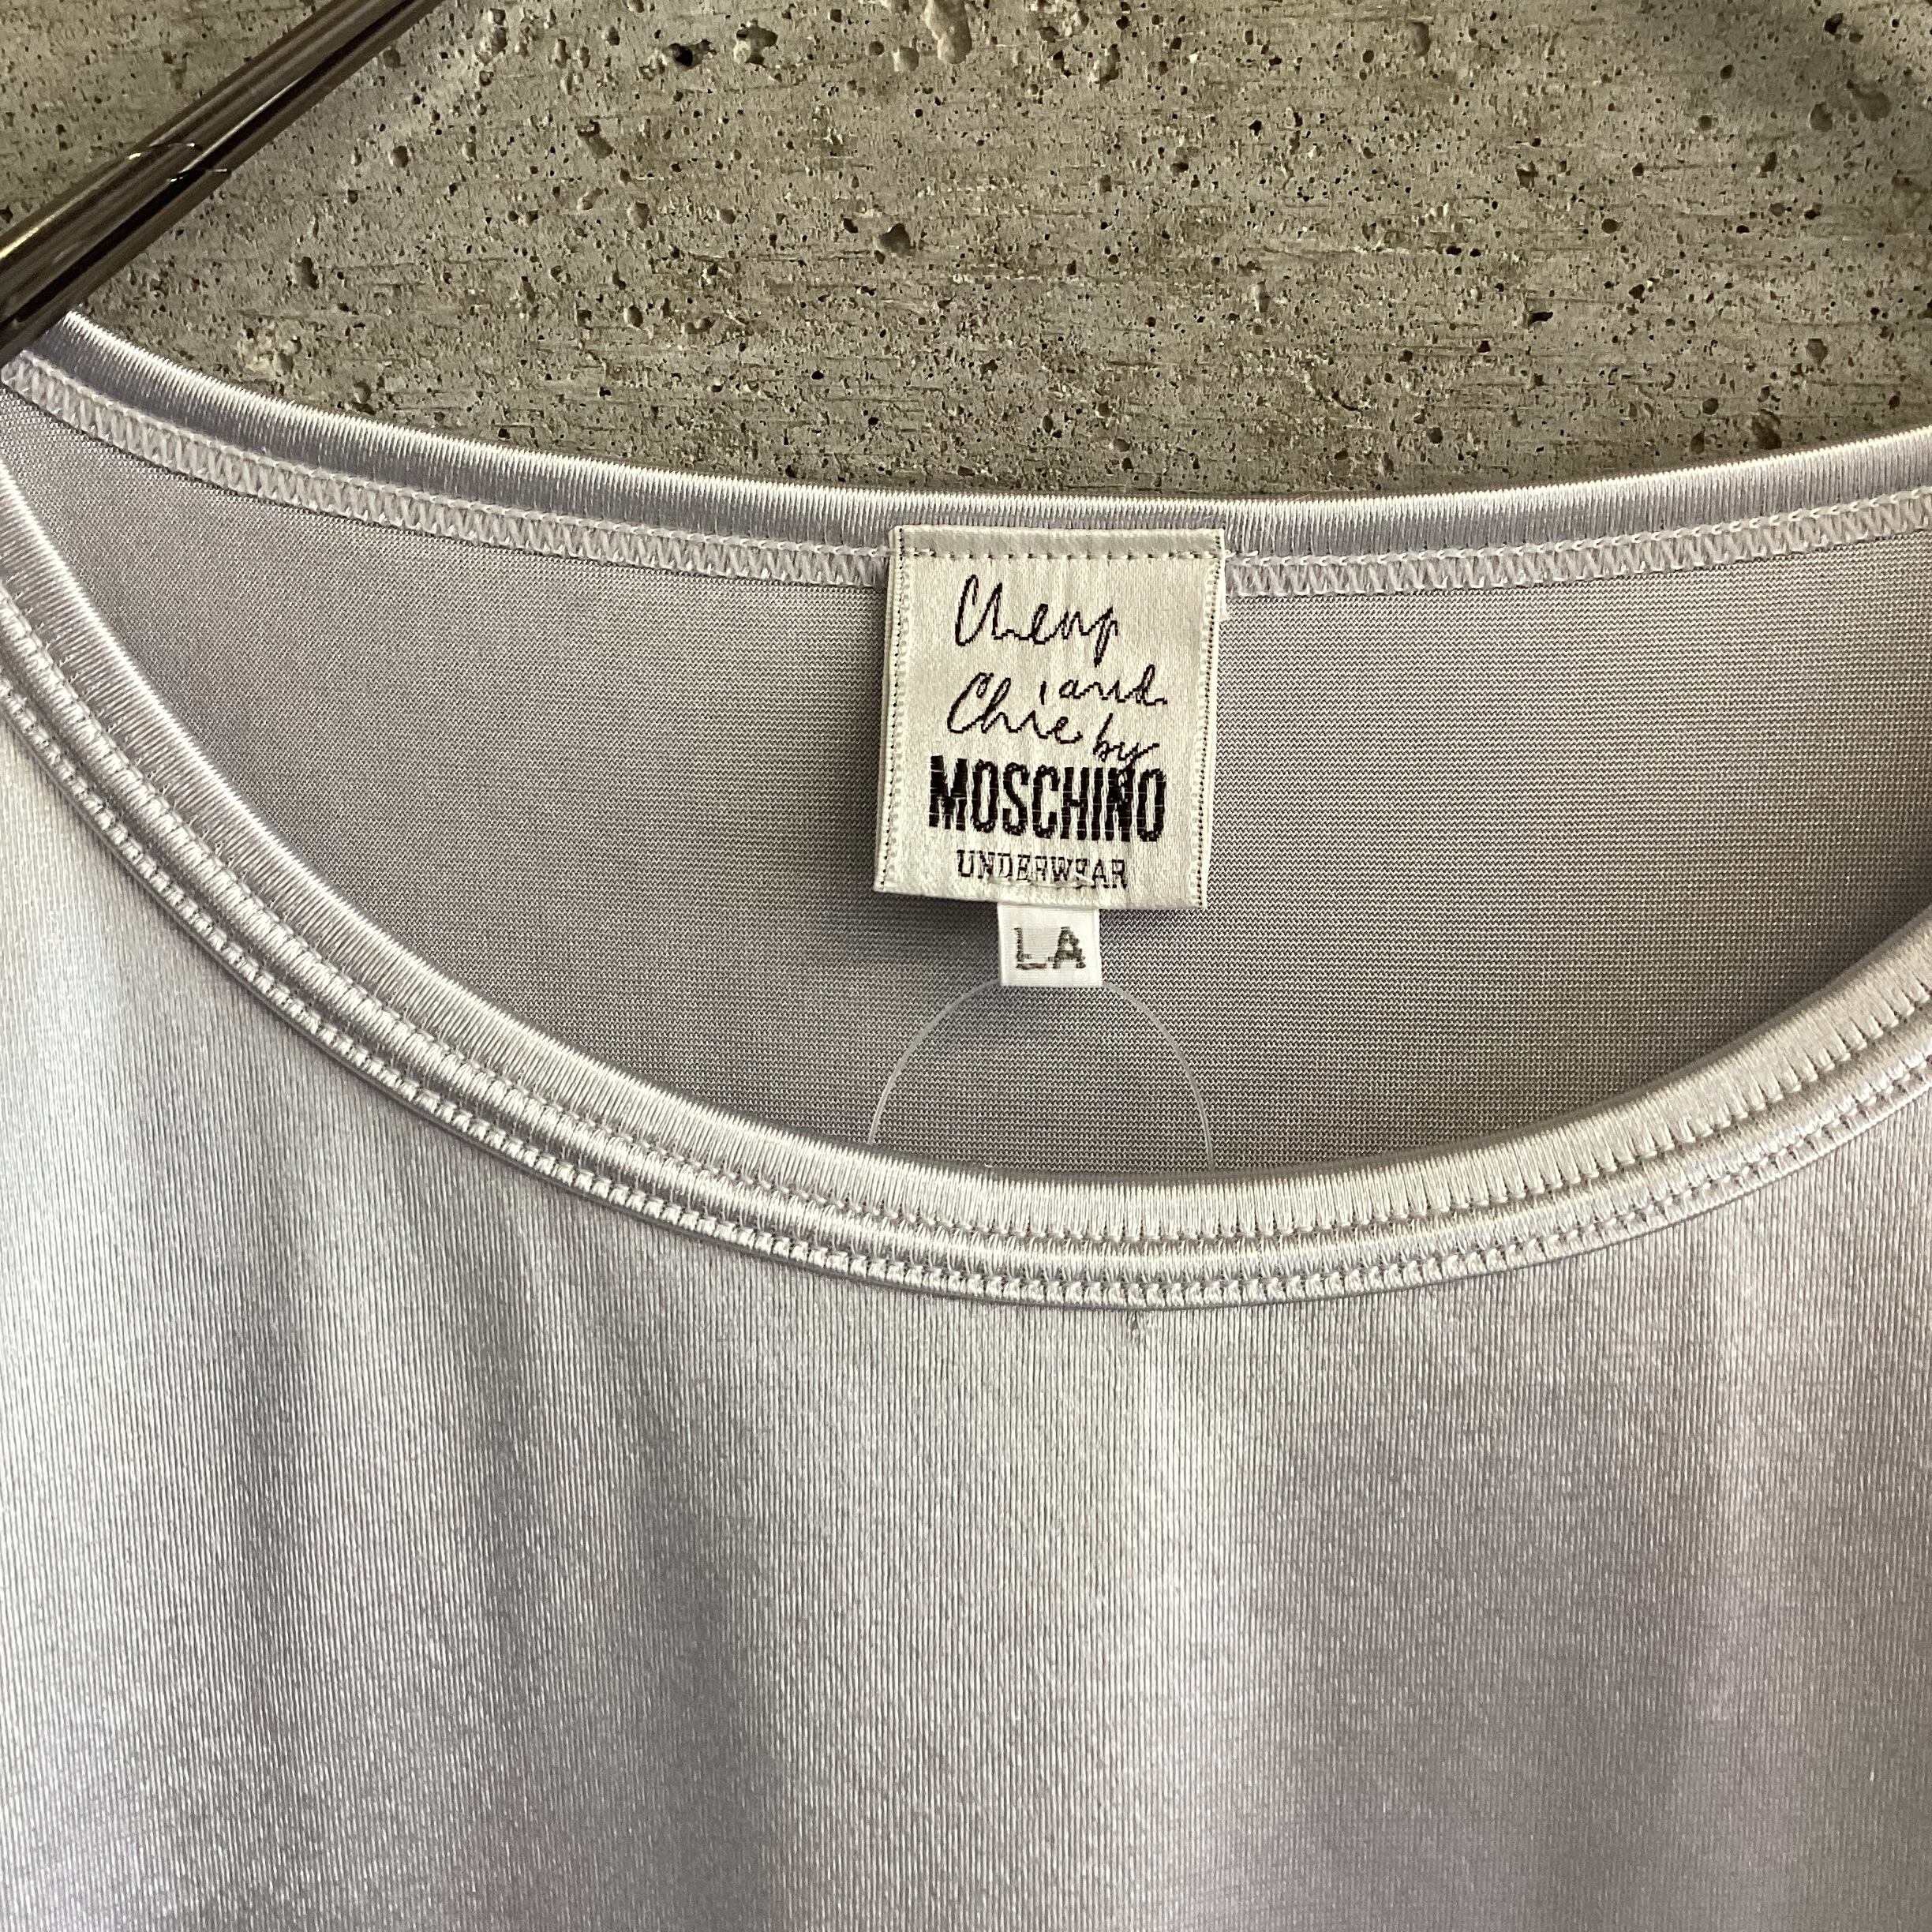 Cheap
and
Chic by
MOSCHINO
UNDERWEAR
LA